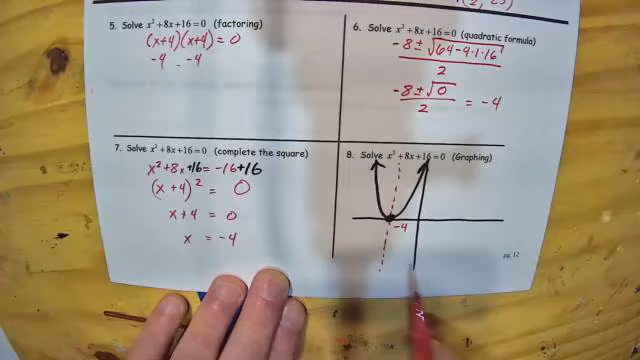 5. Solve x² + 8x + 16 = 0 (factoring)
(x+4)(x+4) = 0
-4 -4
6. Solve x² + 8x + 16 = 0 (quadratic formula)
-8 ± √64-4·1·16
2
-8 ± √0
2
= -4
7. Solve x² + 8x + 16 = 0 (complete the square)
x² + 8x + 16 = -16 + 16
(x + 4)² = 0
x + 4 = 0
x = -4
8. Solve x² + 8x + 16 = 0 (Graphing)
-4
pg. 12